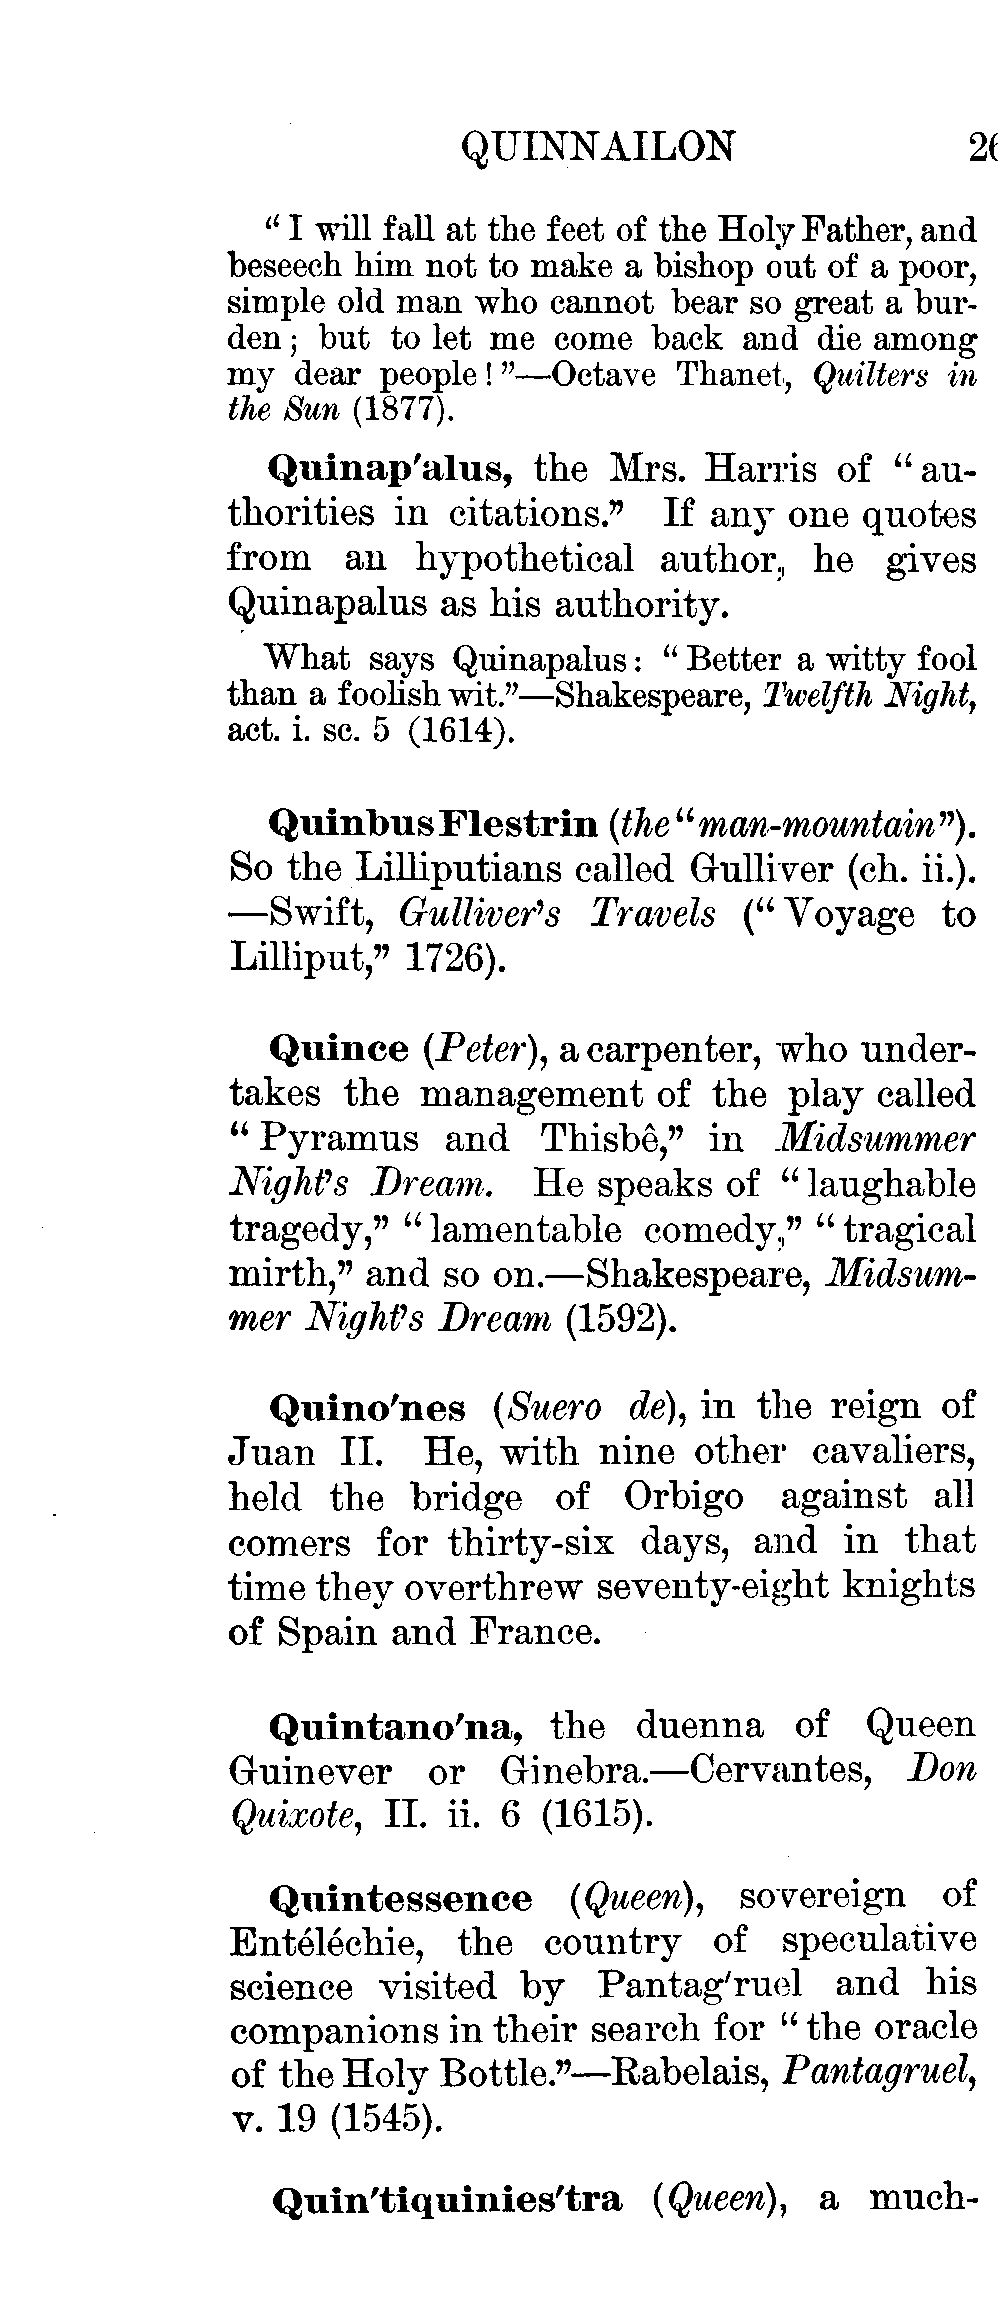 QUINNAILON 26
“I will fall at the feet of the Holy Father, and
beseech him not to make a bishop out of a poor,
simple old man who cannot bear so great a bur-
den; but to let me come back and die among
my dear people!”—Octave Thanet, Quilters in
the Sun (1877).
Quinap'alus, the Mrs. Harris of “au-
thorities in citations.” If any one quotes
from an hypothetical author, he gives
Quinapalus as his authority.
What says Quinapalus: “Better a witty fool
than a foolish wit.”—Shakespeare, Twelfth Night,
act. i. sc. 5 (1614).
Quinbus Flestrin (the “man-mountain”).
So the Lilliputians called Gulliver (ch. ii.).
—Swift, Gulliver's Travels (“Voyage to
Lilliput,” 1726).
Quince (Peter), a carpenter, who under-
takes the management of the play called
“Pyramus and Thisbê,” in Midsummer
Night's Dream. He speaks of “laughable
tragedy,” “lamentable comedy,” “tragical
mirth,” and so on.—Shakespeare, Midsum-
mer Night's Dream (1592).
Quino'nes (Suero de), in the reign of
Juan II. He, with nine other cavaliers,
held the bridge of Orbigo against all
comers for thirty-six days, and in that
time they overthrew seventy-eight knights
of Spain and France.
Quintano'na, the duenna of Queen
Guinever or Ginebra.—Cervantes, Don
Quixote, II. ii. 6 (1615).
Quintessence (Queen), sovereign of
Entéléchie, the country of speculative
science visited by Pantag'ruel and his
companions in their search for “the oracle
of the Holy Bottle.”—Rabelais, Pantagruel,
v. 19 (1545).
Quin'tiquinies'tra (Queen), a much-